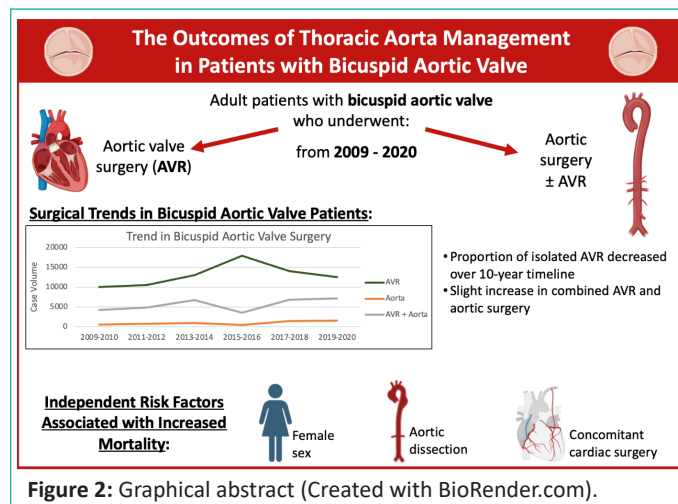 The Outcomes of Thoracic Aorta Management
in Patients with Bicuspid Aortic Valve
Adult patients with bicuspid aortic valve
who underwent:
from 2009 - 2020
Aortic valve
surgery (AVR)
Aortic
surgery
± AVR
Surgical Trends in Bicuspid Aortic Valve Patients:
Trend in Bicuspid Aortic Valve Surgery
Case Volume
20000
15000
10000
5000
0
2009-2010 2011-2012 2013-2014 2015-2016 2017-2018 2019-2020
AVR
Aorta
AVR + Aorta
• Proportion of isolated AVR decreased
over 10-year timeline
• Slight increase in combined AVR and
aortic surgery
Independent Risk Factors
Associated with Increased
Mortality:
Female
sex
Aortic
dissection
Concomitant
cardiac surgery
Figure 2: Graphical abstract (Created with BioRender.com).